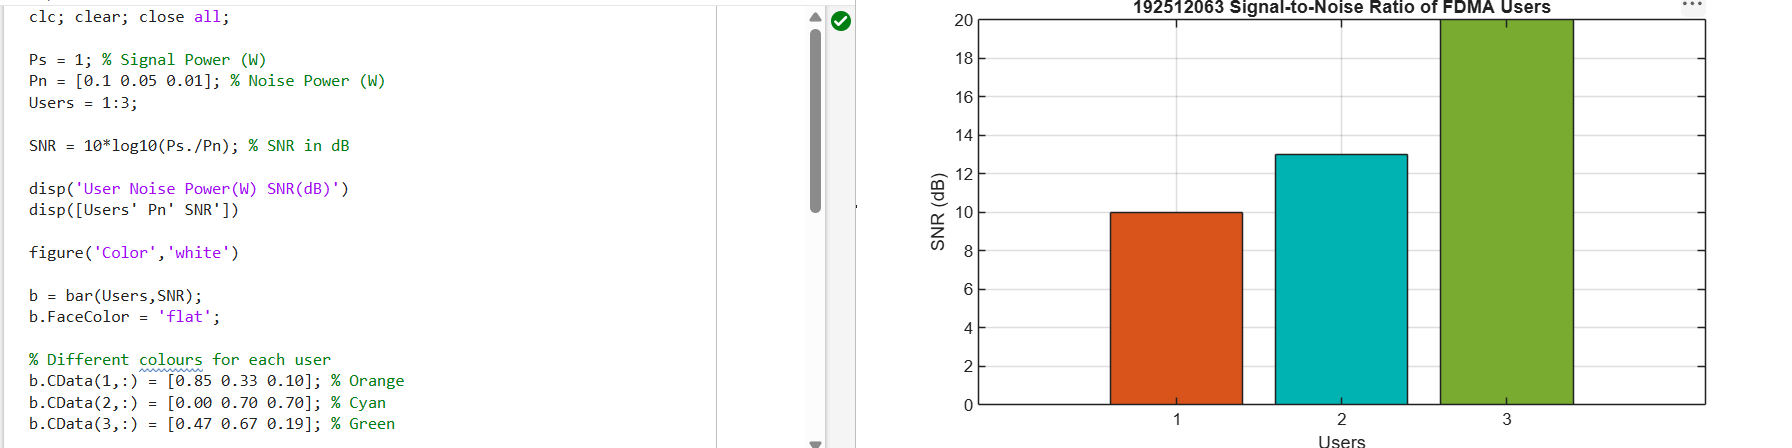 clc; clear; close all;
Ps = 1; % Signal Power (W)
Pn = [0.1 0.05 0.01]; % Noise Power (W)
Users = 1:3;
SNR = 10*log10(Ps./Pn); % SNR in dB
disp('User Noise Power(W) SNR(dB)')
disp([Users' Pn' SNR'])
figure('Color','white')
b = bar(Users,SNR);
b.FaceColor = 'flat';
% Different colours for each user
b.CData(1,:) = [0.85 0.33 0.10]; % Orange
b.CData(2,:) = [0.00 0.70 0.70]; % Cyan
b.CData(3,:) = [0.47 0.67 0.19]; % Green
192512063 Signal-to-Noise Ratio of FDMA Users
SNR (dB)
20
18
16
14
12
10
8
6
4
2
0
1 2 3
Users